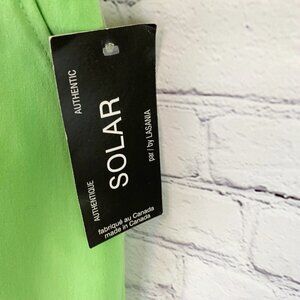 AUTHENTIQUE
AUTHENTIC
SOLAR
par / by LASANIA
fabriqué au Canada
made in Canada